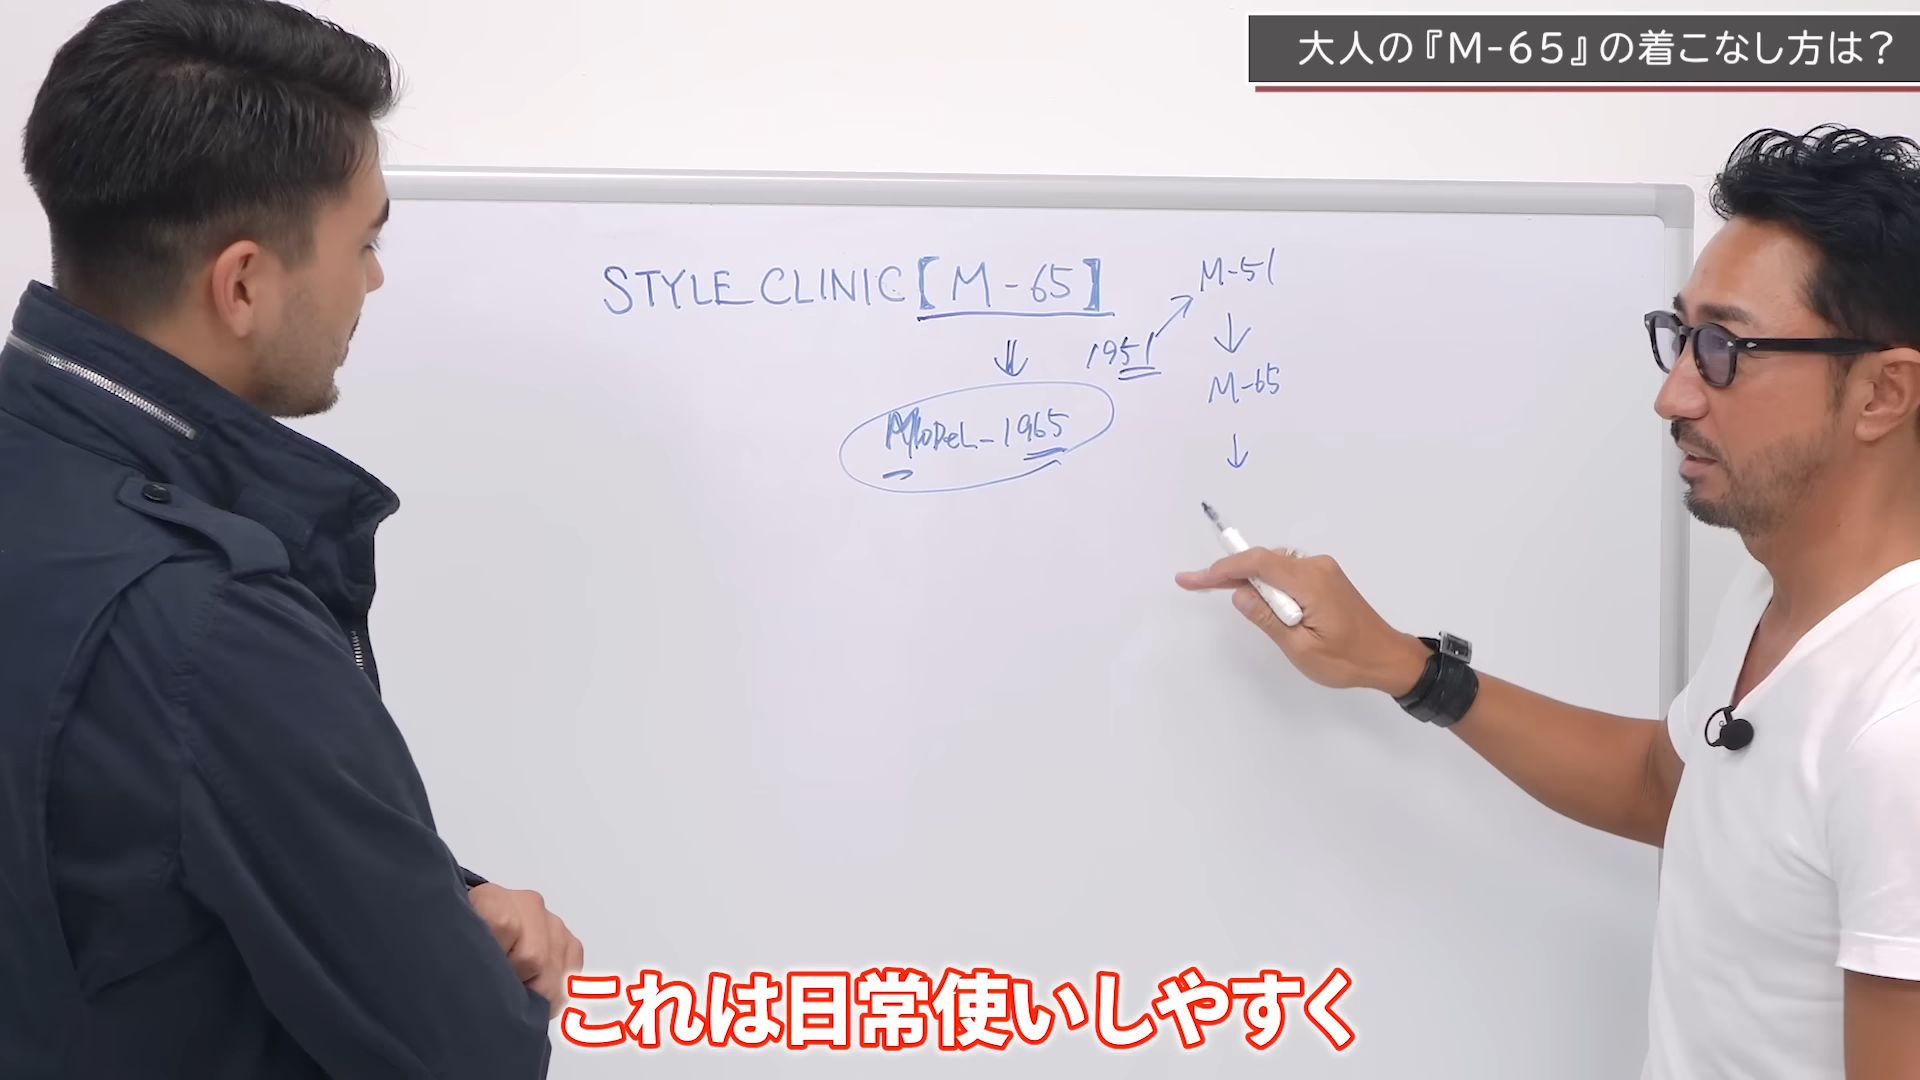 大人の『M-65』の着こなし方は？
STYLE CLINIC【M-65】
M-51
1951
M-65
MODEL-1965
これは日常使いしやすく